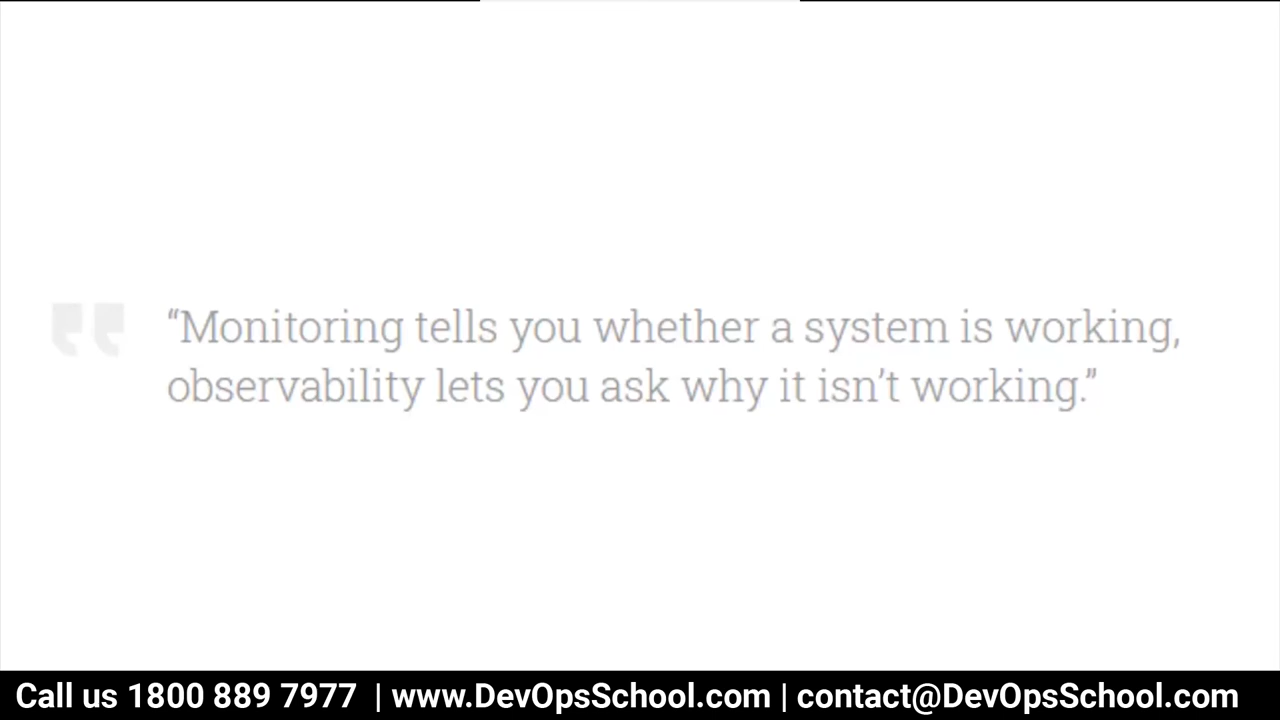 “Monitoring tells you whether a system is working,
observability lets you ask why it isn’t working.”
Call us 1800 889 7977 | www.DevOpsSchool.com | contact@DevOpsSchool.com